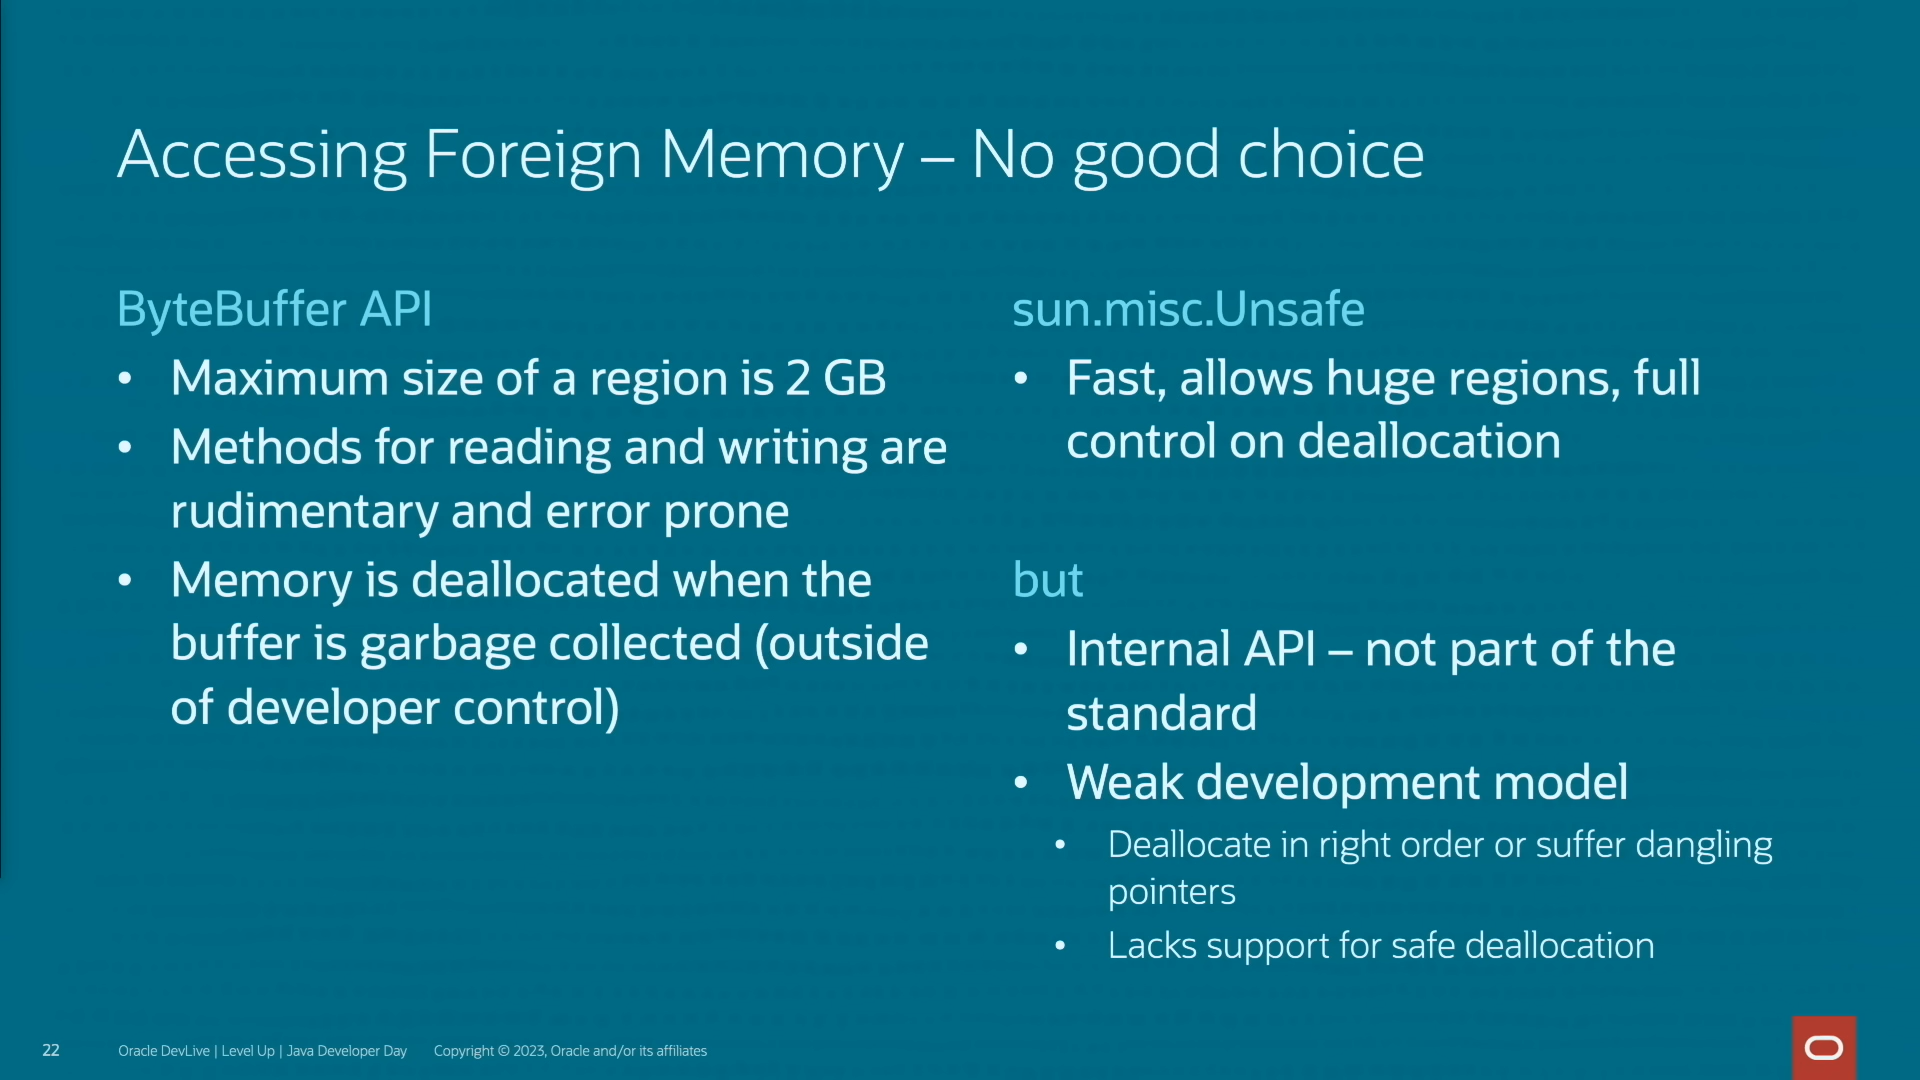 Accessing Foreign Memory – No good choice
ByteBuffer API
• Maximum size of a region is 2 GB
• Methods for reading and writing are
rudimentary and error prone
• Memory is deallocated when the
buffer is garbage collected (outside
of developer control)
sun.misc.Unsafe
• Fast, allows huge regions, full
control on deallocation
but
• Internal API – not part of the
standard
• Weak development model
• Deallocate in right order or suffer dangling
pointers
• Lacks support for safe deallocation
22 Oracle DevLive | Level Up | Java Developer Day Copyright © 2023, Oracle and/or its affiliates